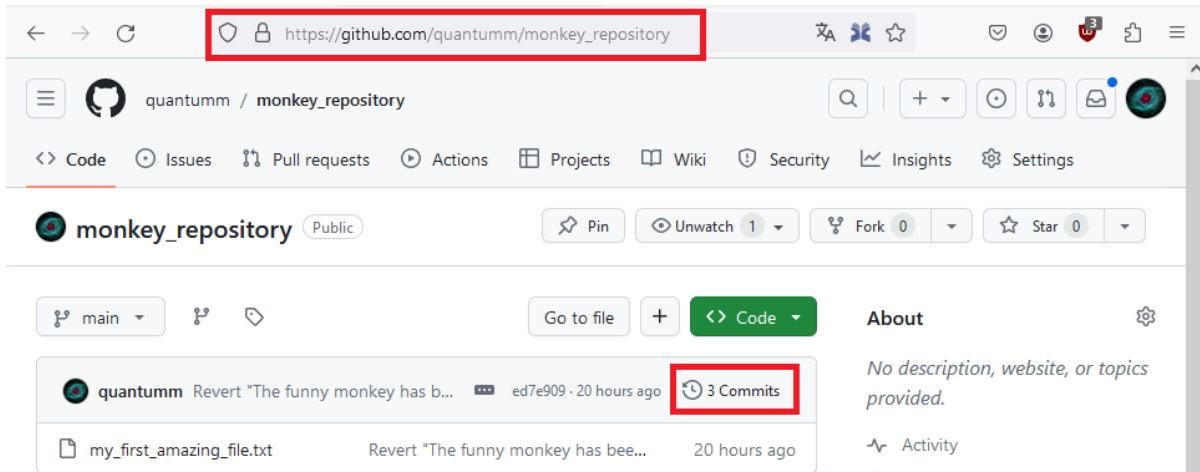 https://github.com/quantumm/monkey_repository
3
quantumm / monkey_repository
Code Issues Pull requests Actions Projects Wiki Security Insights Settings
monkey_repository Public Pin Unwatch 1 Fork 0 Star 0
main Go to file + Code About
No description, website, or topics
provided.
quantumm Revert "The funny monkey has b... ed7e909 · 20 hours ago 3 Commits
my_first_amazing_file.txt Revert "The funny monkey has bee... 20 hours ago Activity